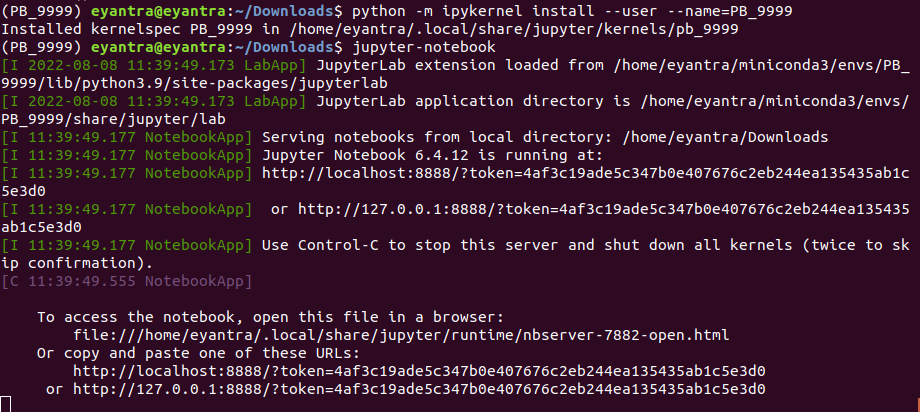 (PB_9999) eyantra@eyantra:~/Downloads$ python -m ipykernel install --user --name=PB_9999
Installed kernelspec PB_9999 in /home/eyantra/.local/share/jupyter/kernels/pb_9999
(PB_9999) eyantra@eyantra:~/Downloads$ jupyter-notebook
[I 2022-08-08 11:39:49.173 LabApp] JupyterLab extension loaded from /home/eyantra/miniconda3/envs/PB_
9999/lib/python3.9/site-packages/jupyterlab
[I 2022-08-08 11:39:49.173 LabApp] JupyterLab application directory is /home/eyantra/miniconda3/envs/
PB_9999/share/jupyter/lab
[I 11:39:49.177 NotebookApp] Serving notebooks from local directory: /home/eyantra/Downloads
[I 11:39:49.177 NotebookApp] Jupyter Notebook 6.4.12 is running at:
[I 11:39:49.177 NotebookApp] http://localhost:8888/?token=4af3c19ade5c347b0e407676c2eb244ea135435ab1c
5e3d0
[I 11:39:49.177 NotebookApp]  or http://127.0.0.1:8888/?token=4af3c19ade5c347b0e407676c2eb244ea135435
ab1c5e3d0
[I 11:39:49.177 NotebookApp] Use Control-C to stop this server and shut down all kernels (twice to sk
ip confirmation).
[C 11:39:49.555 NotebookApp]
To access the notebook, open this file in a browser:
file:///home/eyantra/.local/share/jupyter/runtime/nbserver-7882-open.html
Or copy and paste one of these URLs:
http://localhost:8888/?token=4af3c19ade5c347b0e407676c2eb244ea135435ab1c5e3d0
or http://127.0.0.1:8888/?token=4af3c19ade5c347b0e407676c2eb244ea135435ab1c5e3d0